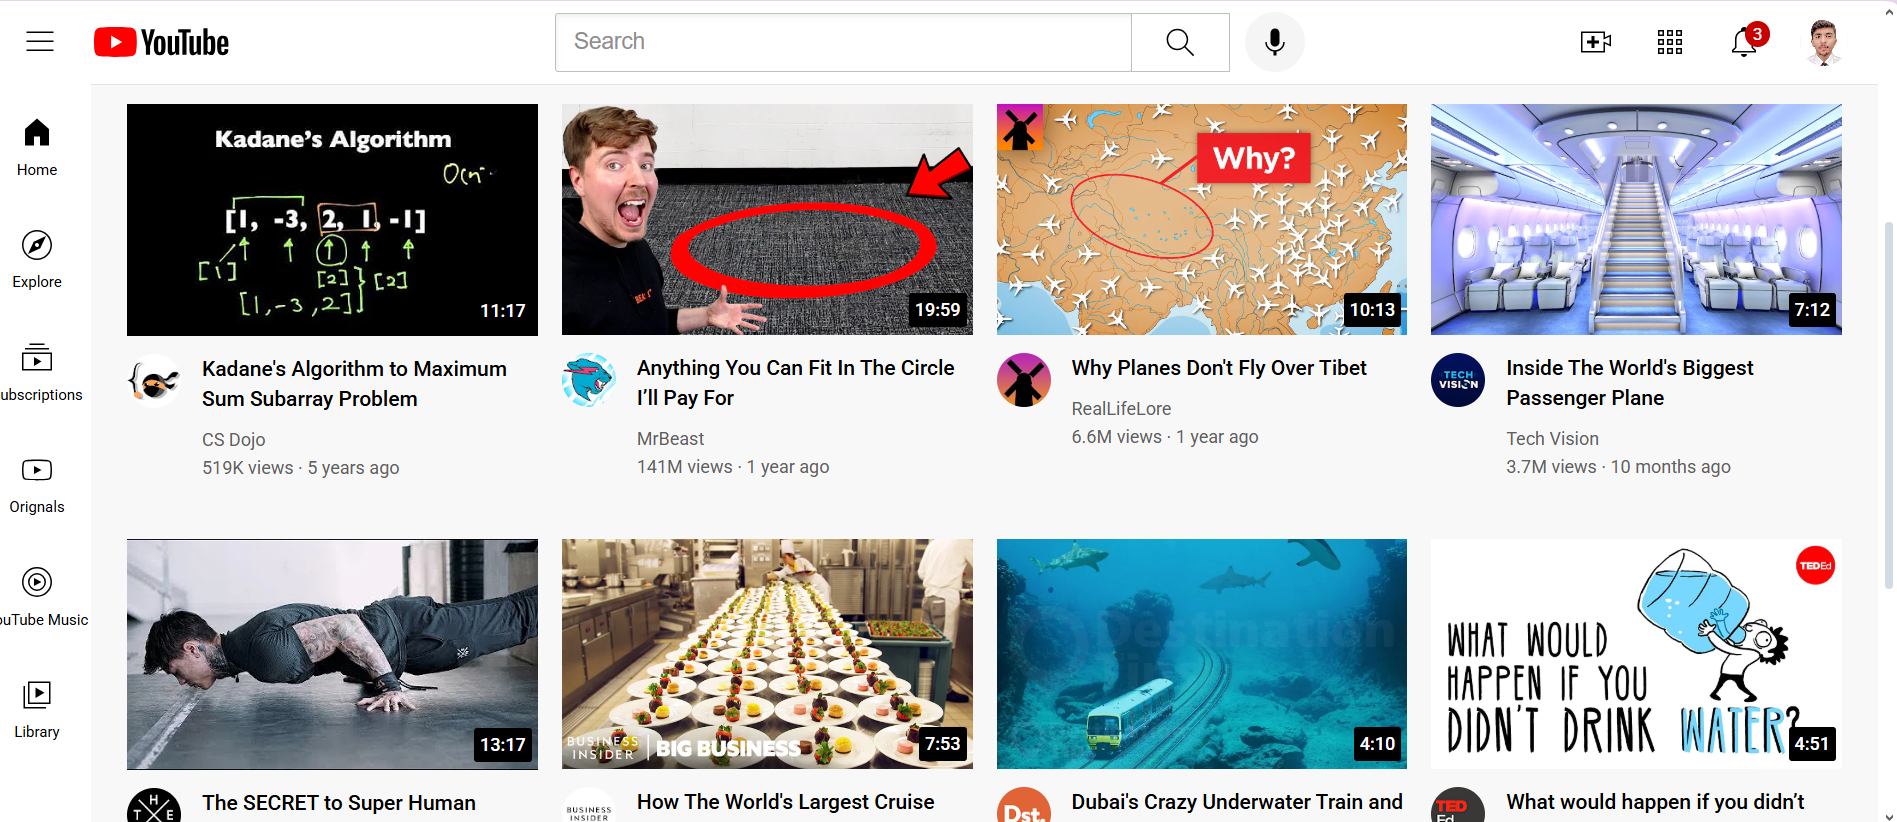 YouTube
Search
3
Home
Explore
ubscriptions
Orignals
ouTube Music
Library
Kadane's Algorithm
O(n
[1, -3, 2, 1, -1]
[1]
[2]
[2]
[1,-3,2]
11:17
Kadane's Algorithm to Maximum
Sum Subarray Problem
CS Dojo
519K views · 5 years ago
19:59
Anything You Can Fit In The Circle
I’ll Pay For
MrBeast
141M views · 1 year ago
Why?
10:13
Why Planes Don't Fly Over Tibet
RealLifeLore
6.6M views · 1 year ago
7:12
TECH
VISION
Inside The World's Biggest
Passenger Plane
Tech Vision
3.7M views · 10 months ago
13:17
H
T E
The SECRET to Super Human
BUSINESS
INSIDER
BIG BUSINESS
7:53
BUSINESS
INSIDER
How The World's Largest Cruise
4:10
Dst.
Dubai's Crazy Underwater Train and
TEDEd
WHAT WOULD
HAPPEN IF YOU
DIDN'T DRINK WATER?
4:51
TED
Ed
What would happen if you didn’t